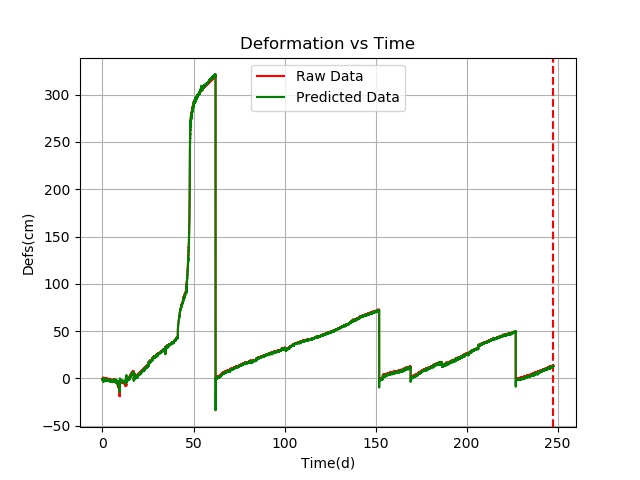 Deformation vs Time
Raw Data
Predicted Data
300
250
200
150
100
50
0
−50
Defs(cm)
0 50 100 150 200 250
Time(d)